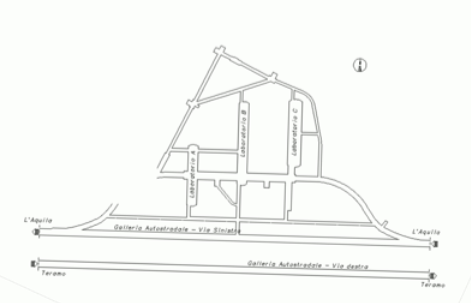 Laboratorio B
Laboratorio C
Laboratorio A
L'Aquila
Galleria Autostradale - Via Sinistra
L'Aquila
Galleria Autostradale - Via destra
Teramo
Teramo